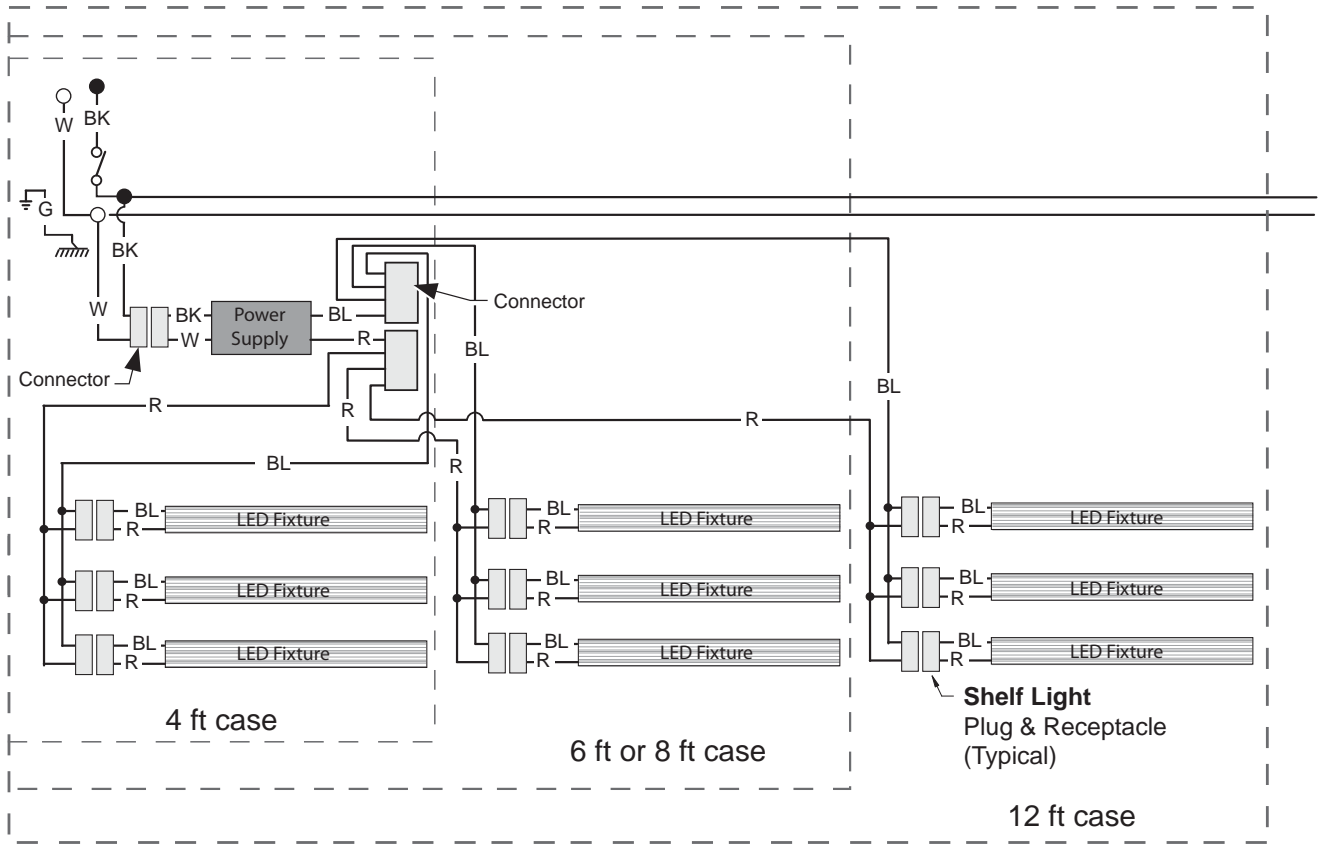 W
BK
G
BK
W
BK
W
Power
Supply
BL
R
Connector
Connector
BL
BL
R
R
R
R
BL
BL
R
LED Fixture
BL
R
LED Fixture
BL
R
LED Fixture
BL
R
LED Fixture
BL
R
LED Fixture
BL
R
LED Fixture
BL
R
LED Fixture
BL
R
LED Fixture
BL
R
LED Fixture
Shelf Light
Plug & Receptacle
(Typical)
4 ft case
6 ft or 8 ft case
12 ft case